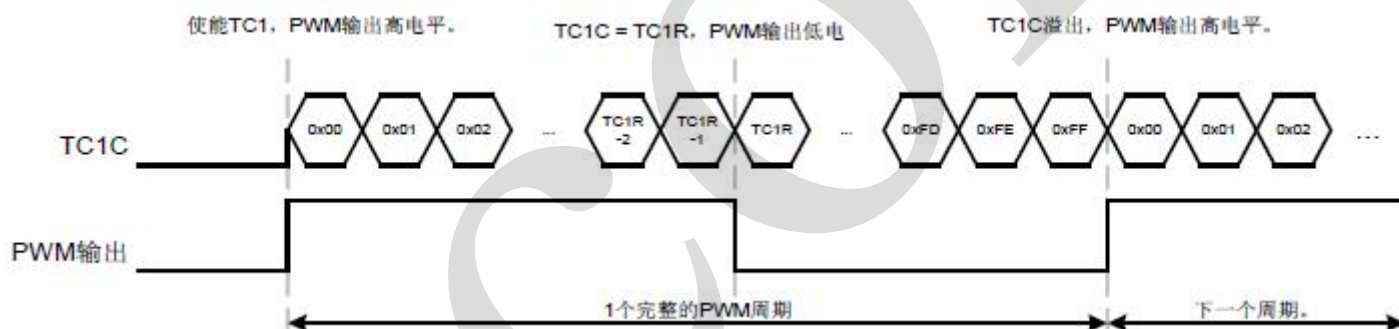 使能TC1，PWM输出高电平。
TC1C = TC1R，PWM输出低电
TC1C溢出，PWM输出高电平。
TC1C
0x00
0x01
0x02
...
TC1R
-2
TC1R
-1
TC1R
...
0xFD
0xFE
0xFF
0x00
0x01
0x02
...
PWM输出
1个完整的PWM周期
下一个周期。